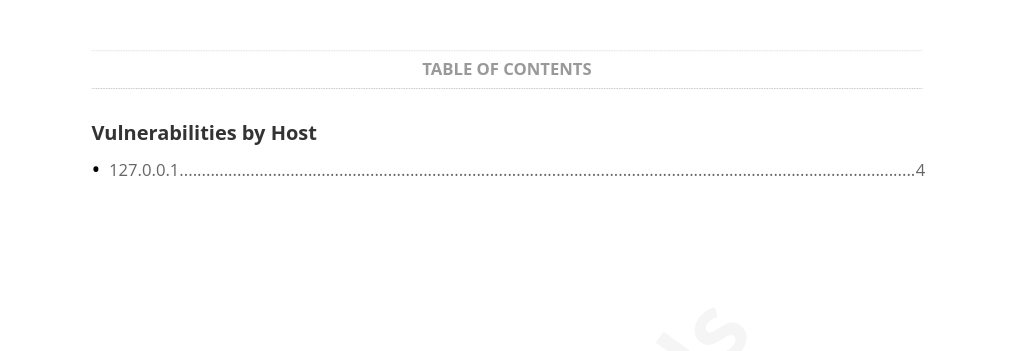 TABLE OF CONTENTS
Vulnerabilities by Host
• 127.0.0.1....................................................................................................................................................................................4